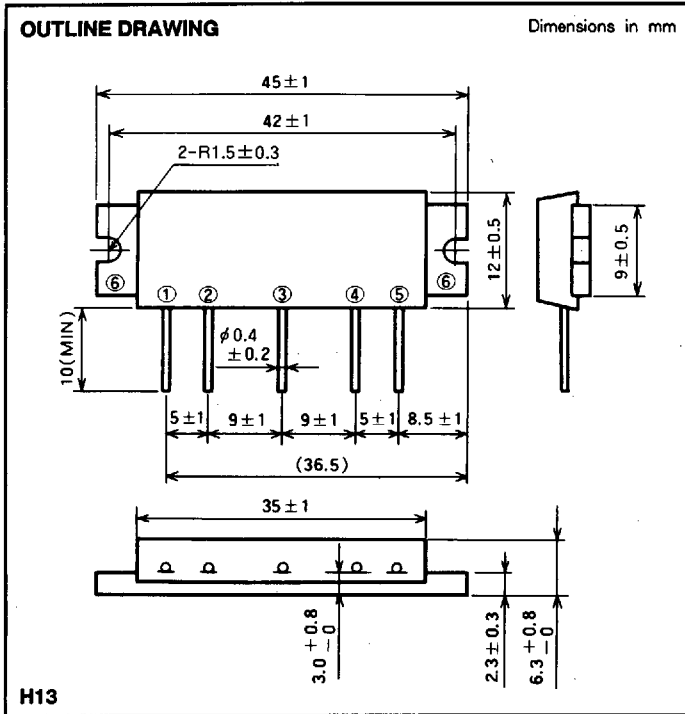 OUTLINE DRAWING
Dimensions in mm
45±1
42±1
2-R1.5±0.3
12±0.5
9±0.5
⑥ ① ② ③ ④ ⑤ ⑥
10(MIN)
φ0.4
±0.2
5±1 9±1 9±1 5±1 8.5±1
(36.5)
35±1
3.0 +0.8 −0
2.3±0.3
6.3 +0.8 −0
H13